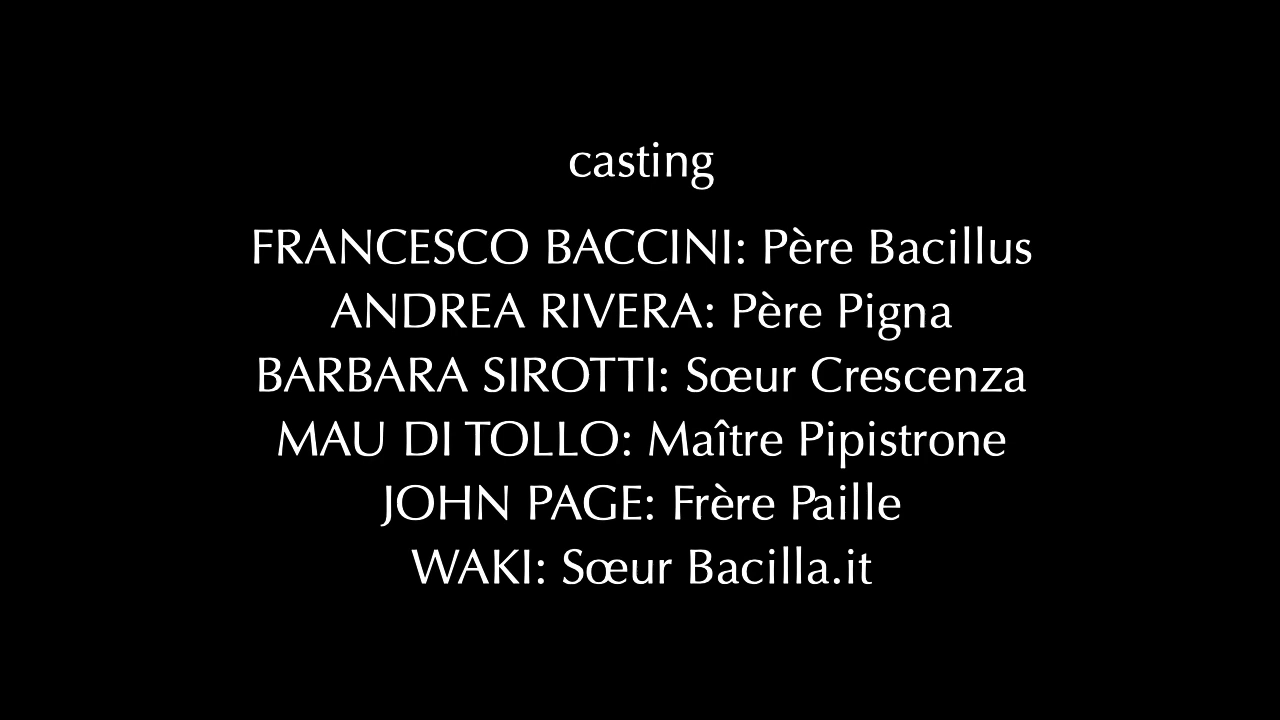 casting
FRANCESCO BACCINI: Père Bacillus
ANDREA RIVERA: Père Pigna
BARBARA SIROTTI: Sœur Crescenza
MAU DI TOLLO: Maître Pipistrone
JOHN PAGE: Frère Paille
WAKI: Sœur Bacilla.it